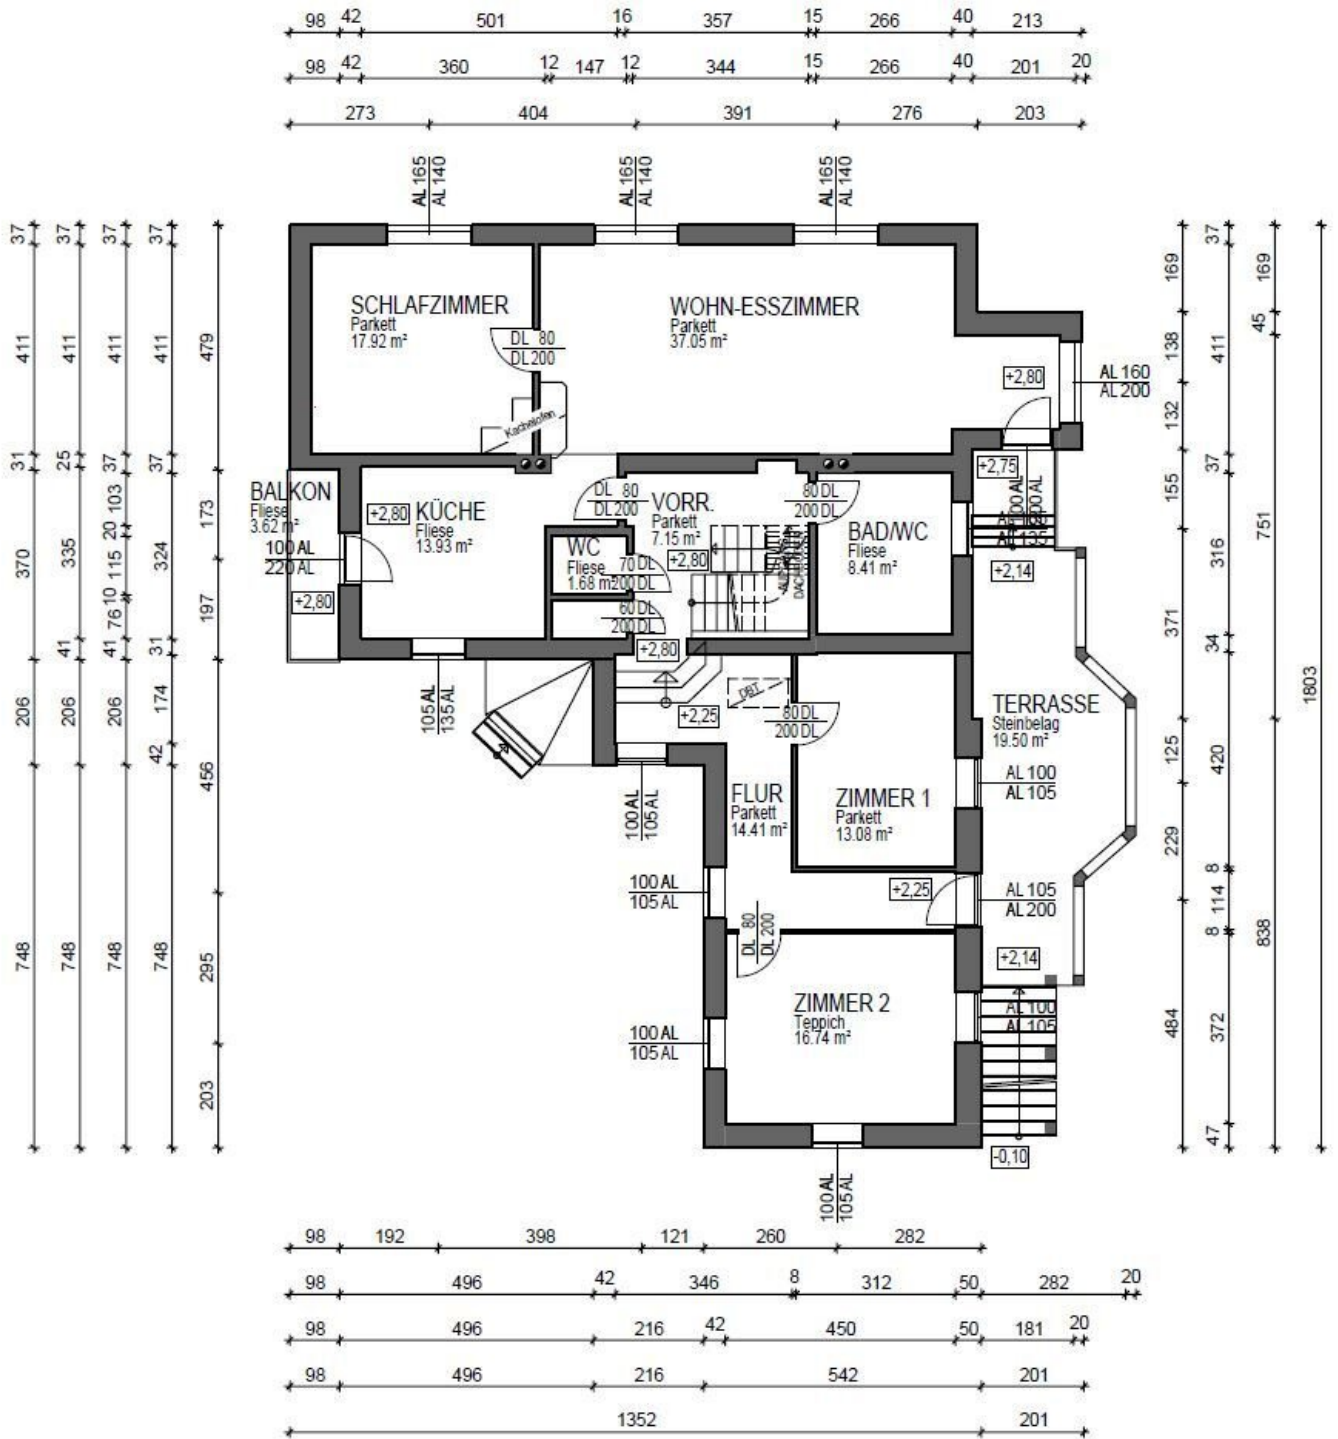 98 42 501 16 357 15 266 40 213
98 42 360 12 147 12 344 15 266 40 201 20
273 404 391 276 203
AL 165
AL 140
AL 165
AL 140
AL 165
AL 140
37 411 31 370 206 748
37 411 25 335 41 206 748
37 411 37 103 20 115 10 76 41 206 748
37 411 37 324 31 174 42 748
479 173 197 456 295 203
SCHLAFZIMMER
Parkett
17.92 m²
DL 80
DL 200
Kachelofen
WOHN-ESSZIMMER
Parkett
37.05 m²
+2,80
AL 160
AL 200
BALKON
Fliese
3.62 m²
100 AL
220 AL
+2,80
+2,80
KÜCHE
Fliese
13.93 m²
105 AL
135 AL
DL 80
DL 200
VORR.
Parkett
7.15 m²
+2,80
WC
Fliese
1.68 m²
70 DL
200 DL
60 DL
200 DL
+2,80
80 DL
200 DL
BAD/WC
Fliese
8.41 m²
+2,75
100 AL
200 AL
AL 135
+2,14
DBT.
+2,25
80 DL
200 DL
100 AL
105 AL
FLUR
Parkett
14.41 m²
ZIMMER 1
Parkett
13.08 m²
TERRASSE
Steinbelag
19.50 m²
AL 100
AL 105
100 AL
105 AL
+2,25
AL 105
AL 200
DL 80
DL 200
+2,14
ZIMMER 2
Teppich
16.74 m²
100 AL
105 AL
AL 100
AL 105
-0,10
100 AL
105 AL
169 138 132 155 371 125 229 484
37 411 37 316 34 420 8 114 8 372 47
169 45 751 838
1803
98 192 398 121 260 282
98 496 42 346 8 312 50 282 20
98 496 216 42 450 50 181 20
98 496 216 542 201
1352 201